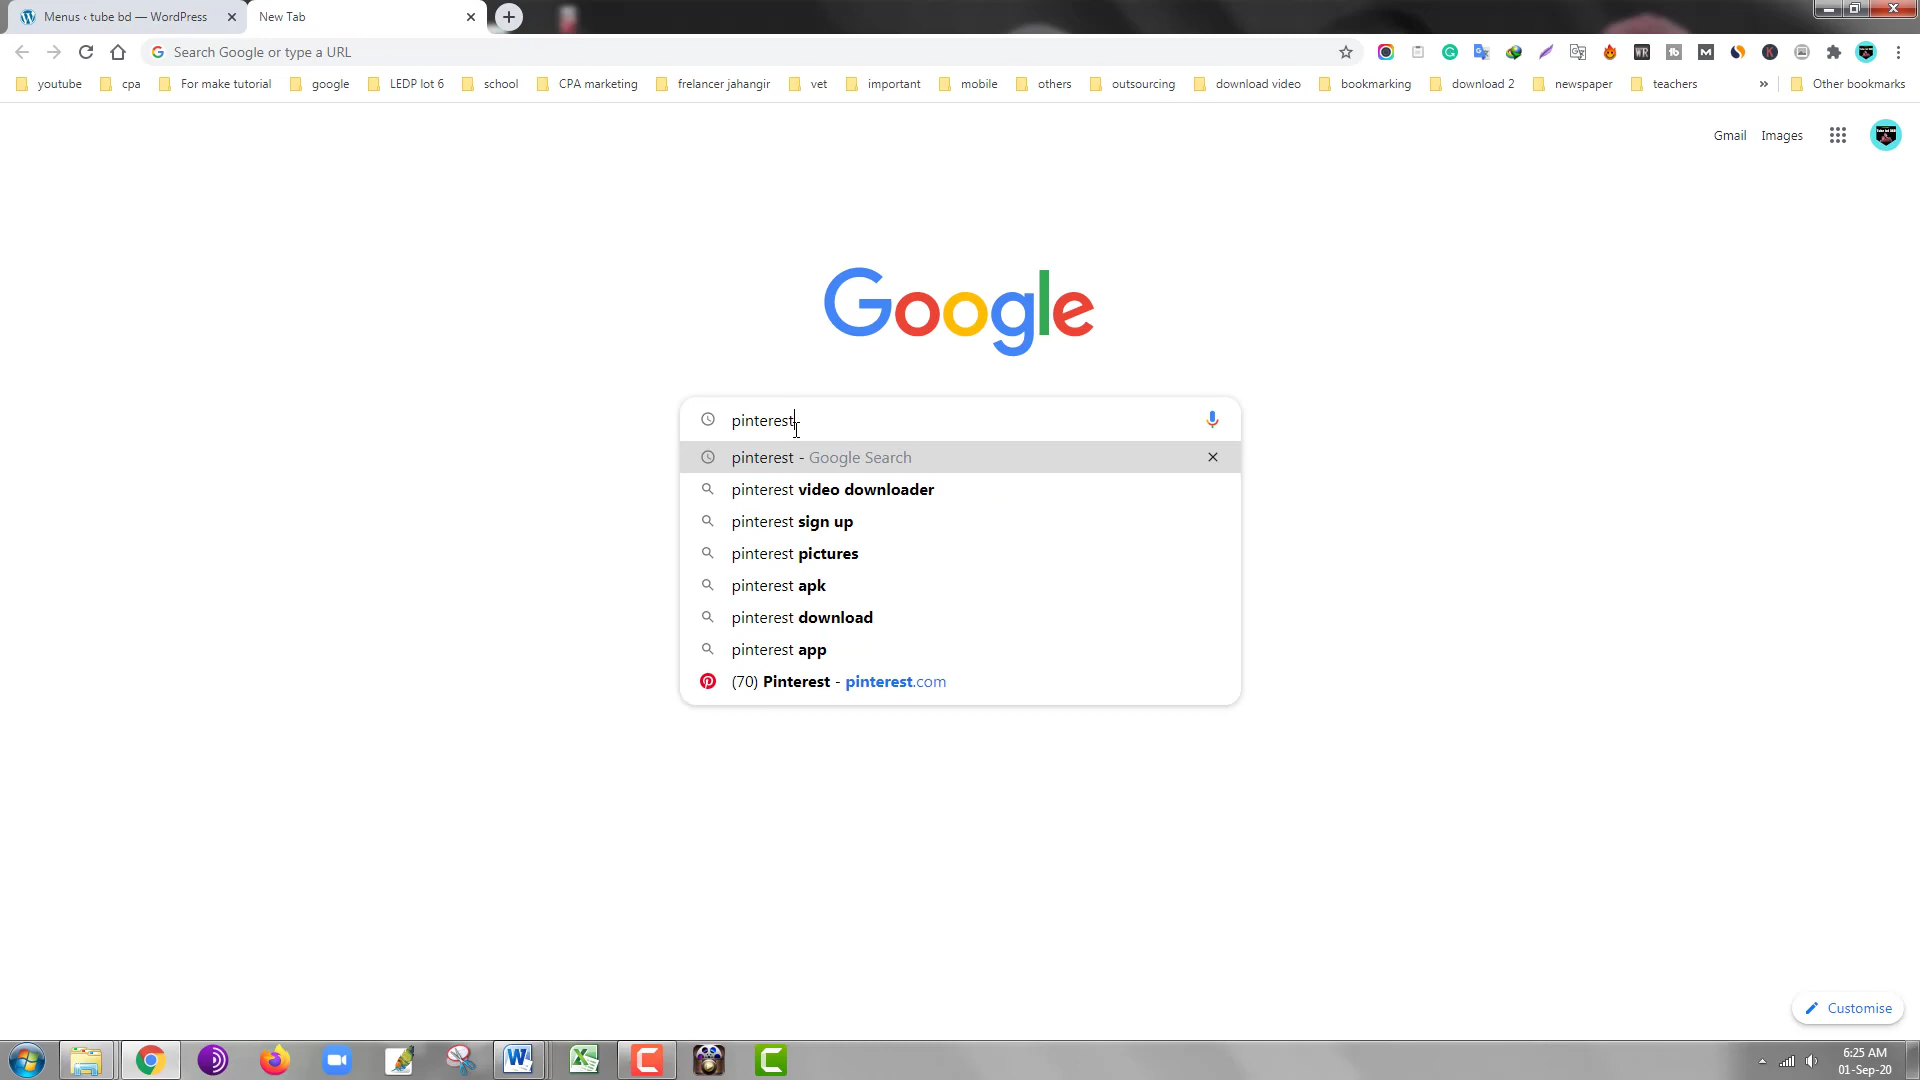 Menus ‹ tube bd — WordPress
New Tab
Search Google or type a URL
youtube cpa For make tutorial google LEDP lot 6 school CPA marketing frelancer jahangir vet important mobile others outsourcing download video bookmarking download 2 newspaper teachers » Other bookmarks
Gmail Images
Google
pinterest
pinterest - Google Search
pinterest video downloader
pinterest sign up
pinterest pictures
pinterest apk
pinterest download
pinterest app
(70) Pinterest - pinterest.com
Customise
6:25 AM
01-Sep-20